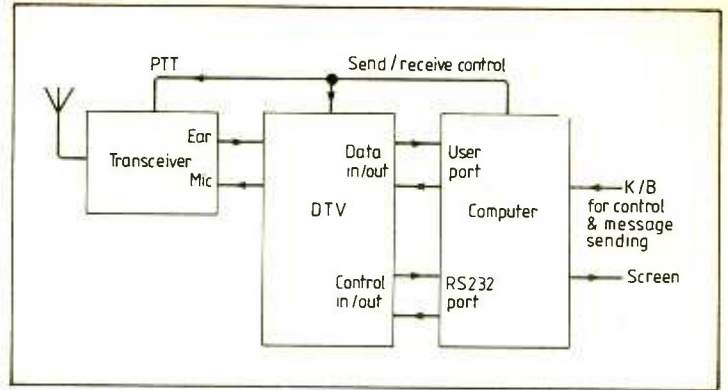 PTT
Send/receive control
Ear
Mic
Transceiver
Data
in/out
DTV
Control
in/out
User
port
Computer
RS232
port
K/B
for control
& message
sending
Screen